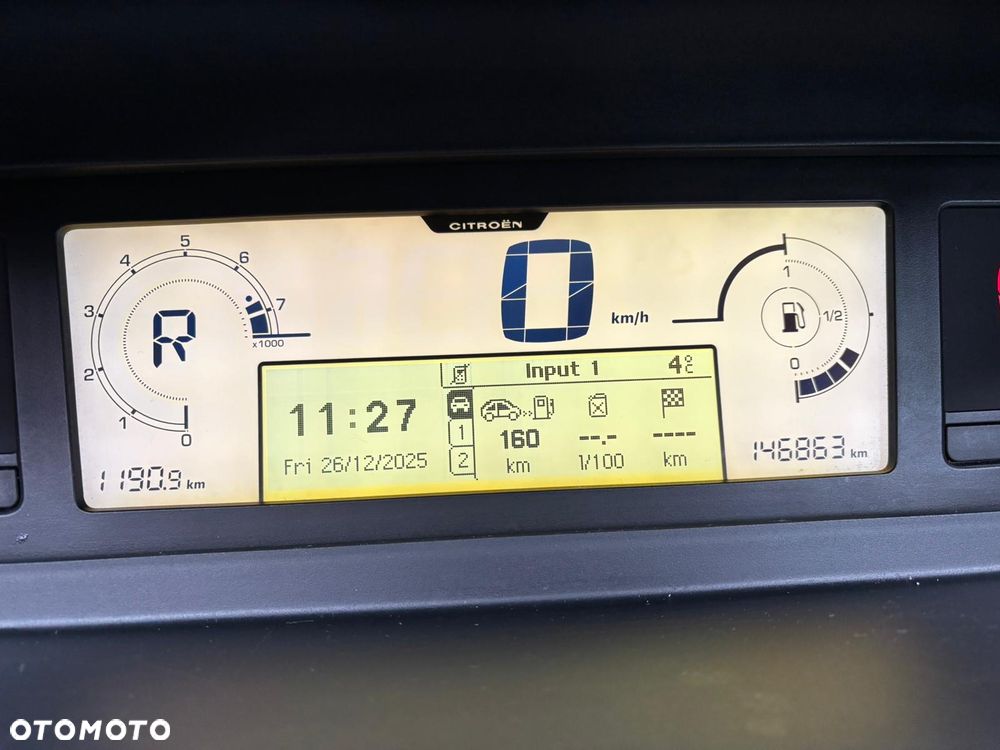 CITROËN
5
4
6
3
7
2
1
0
x1000
R
1190.9 km
0 km/h
1
1/2
0
146863 km
Input 1 4°C
11:27
Fri 26/12/2025
1
2
160 --.- ----
km l/100 km
OTOMOTO